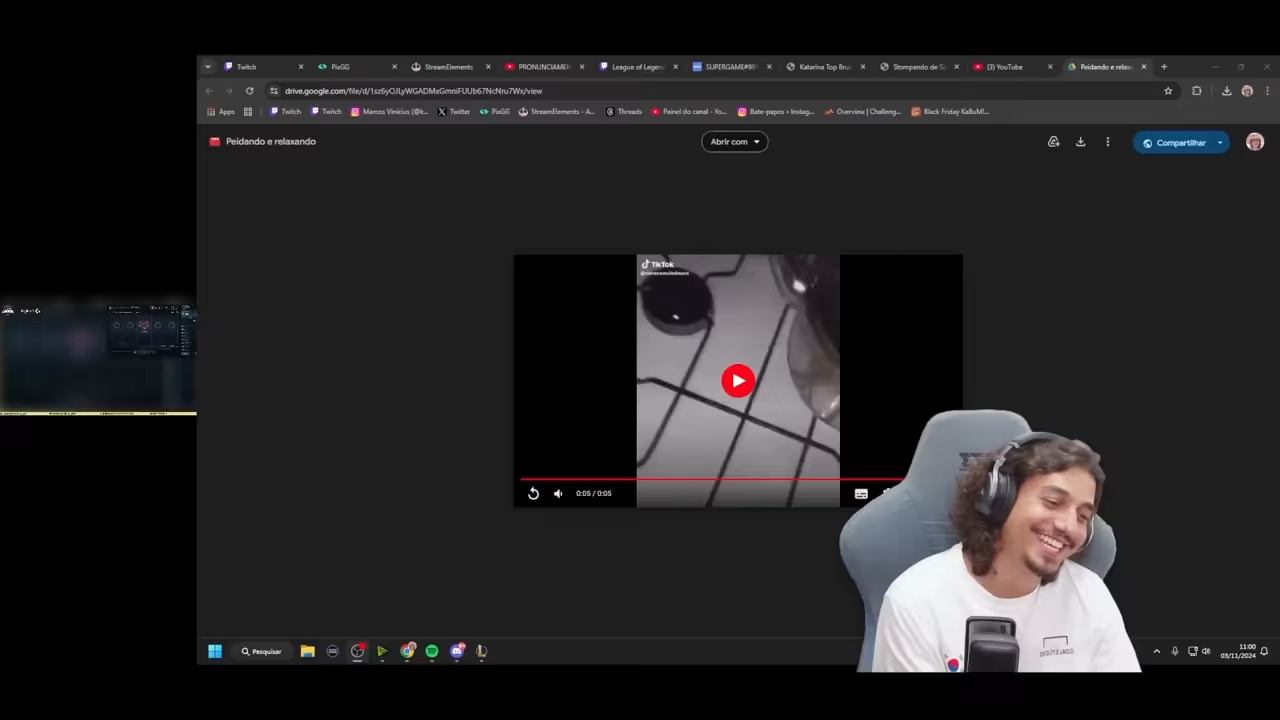 Twitch
PixGG
StreamElements
PRONUNCIAMEN
League of Legen
SUPERGAME#99
Katarina Top Bru
Stompando de S
(3) YouTube
Peidando e relaxa
drive.google.com/file/d/1sz6yOJLyWGADMxGmniFUUb67NcNru7Wx/view
Apps
Twitch
Twitch
Marcos Vinicius (@k...
Twitter
PixGG
StreamElements - A...
Threads
Painel do canal - Yo...
Bate-papos • Instag...
Overview | Challeng...
Black Friday KaBuM!...
Peidando e relaxando
Abrir com
Compartilhar
TikTok
0:05 / 0:05
GOALSTUDIO
Pesquisar
11:00
03/11/2024